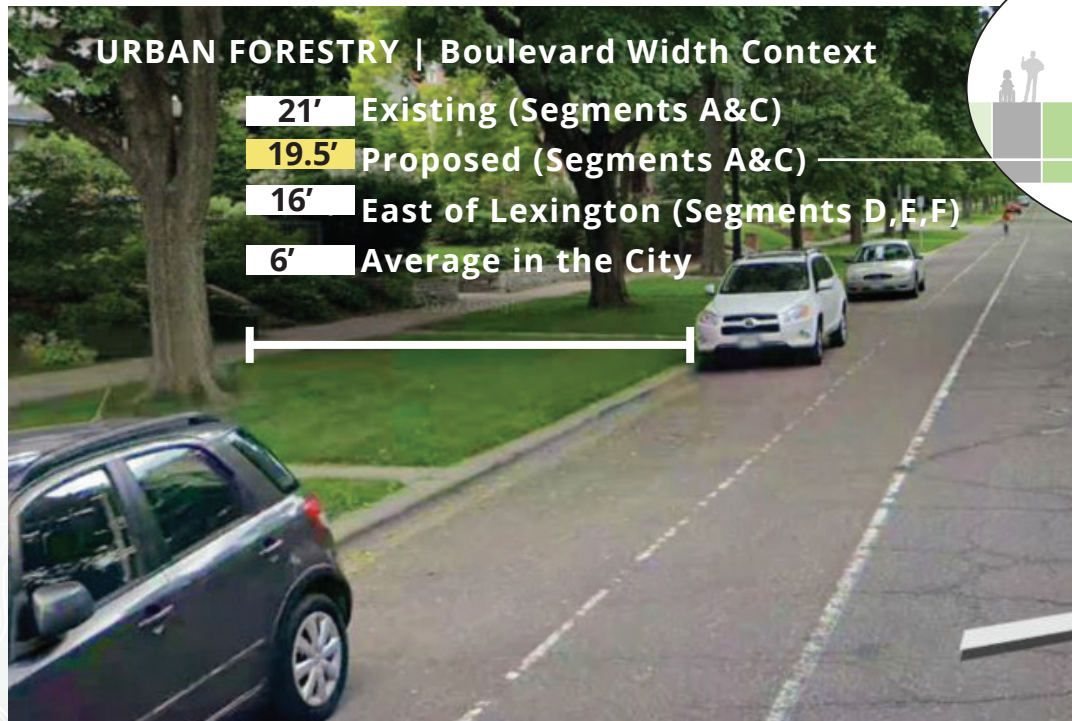 URBAN FORESTRY | Boulevard Width Context
21’ Existing (Segments A&C)
19.5’ Proposed (Segments A&C)
16’ East of Lexington (Segments D,E,F)
6’ Average in the City